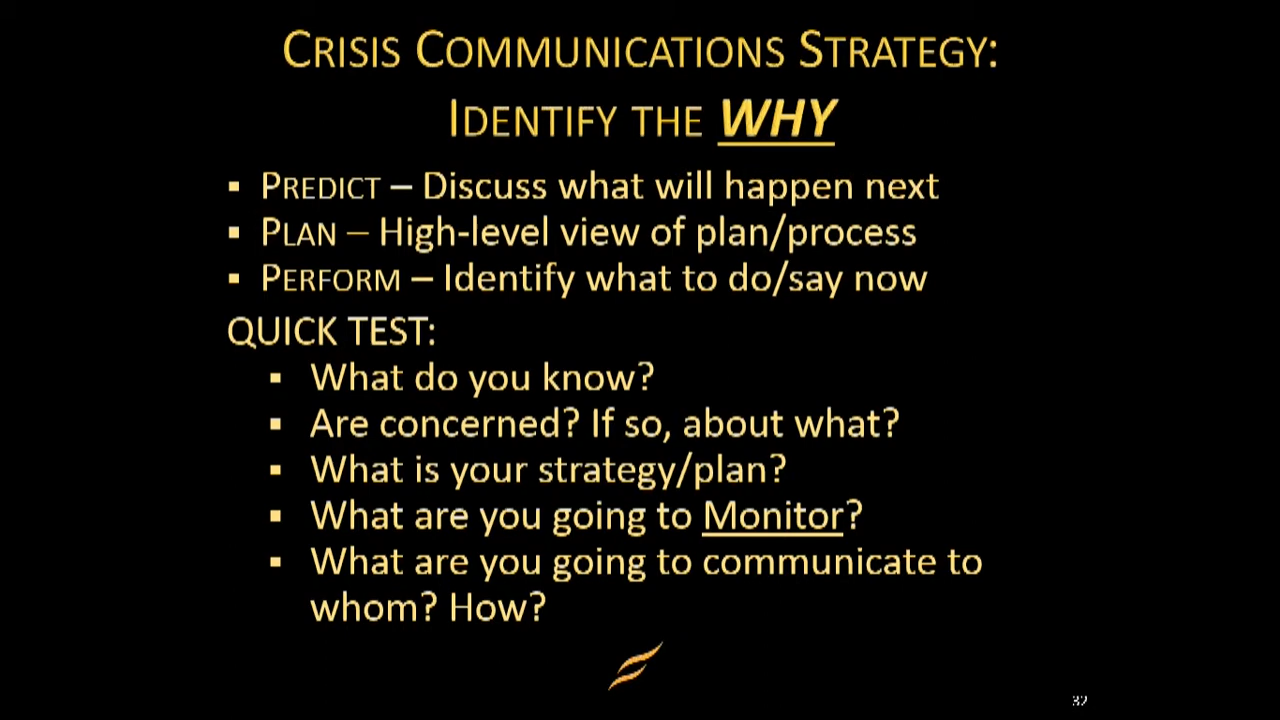 CRISIS COMMUNICATIONS STRATEGY:
IDENTIFY THE WHY
▪ PREDICT – Discuss what will happen next
▪ PLAN – High-level view of plan/process
▪ PERFORM – Identify what to do/say now
QUICK TEST:
▪ What do you know?
▪ Are concerned? If so, about what?
▪ What is your strategy/plan?
▪ What are you going to Monitor?
▪ What are you going to communicate to
whom? How?
32